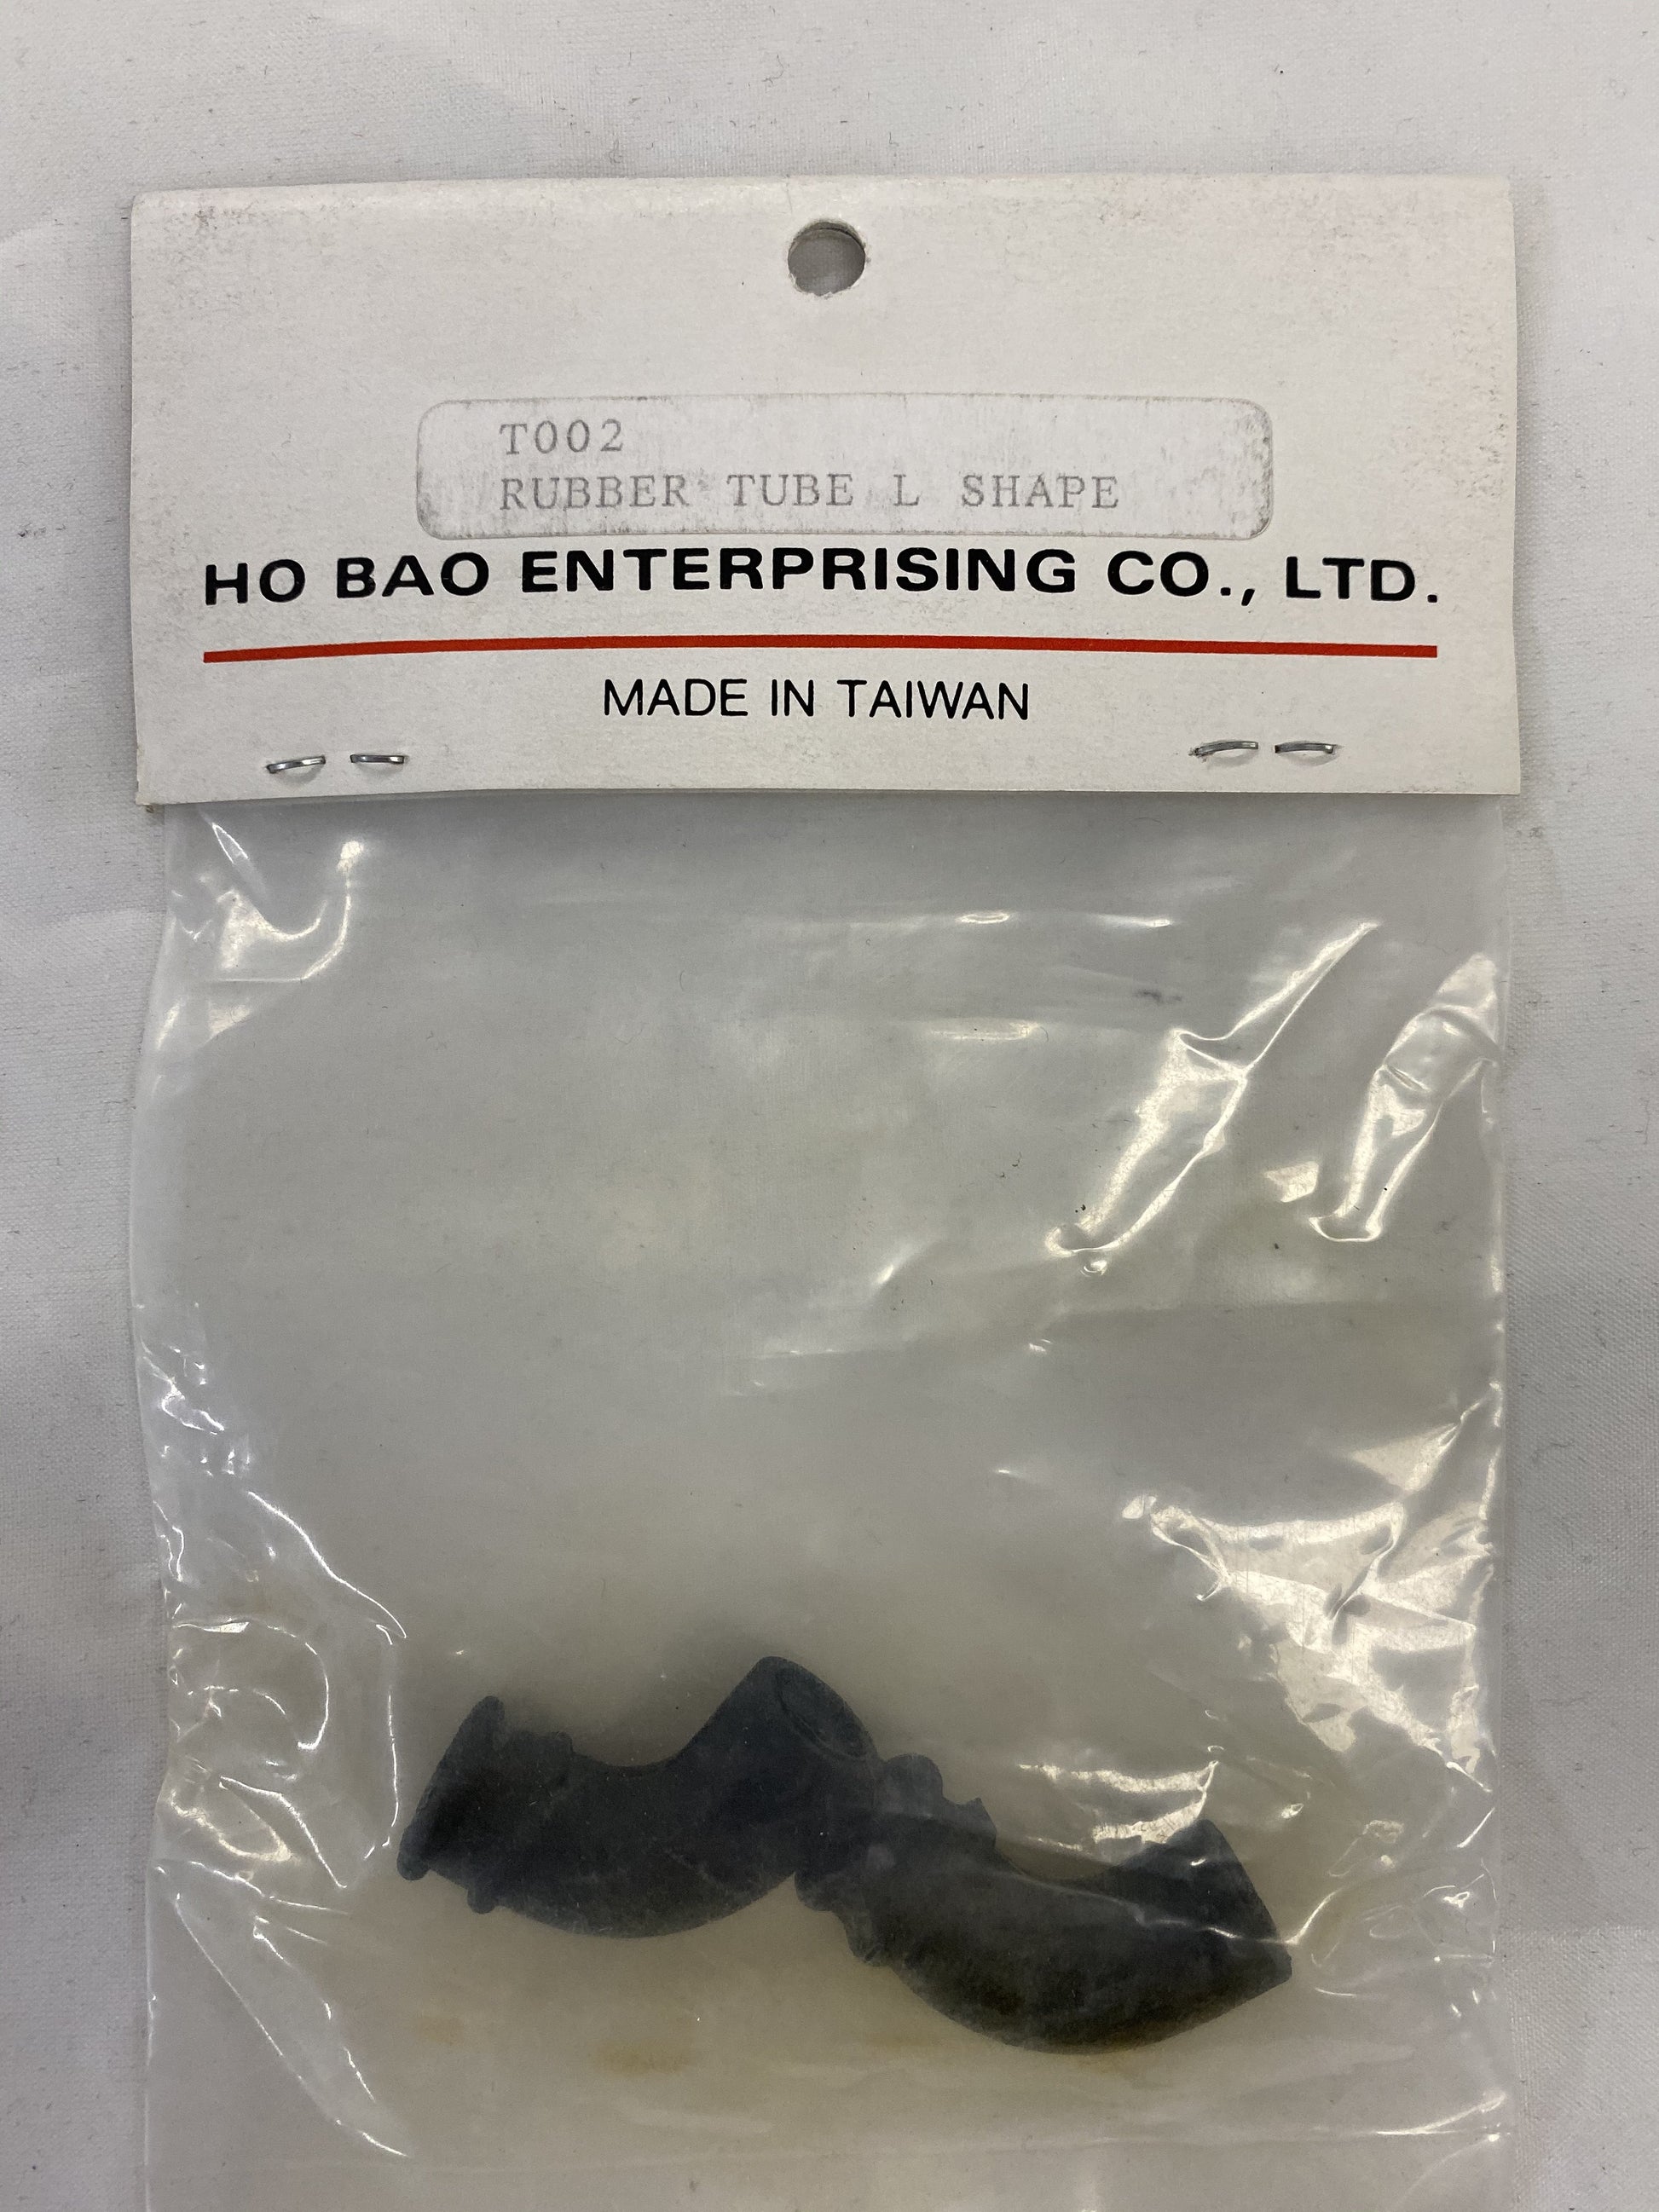 T002
RUBBER TUBE L SHAPE
HO BAO ENTERPRISING CO., LTD.
MADE IN TAIWAN